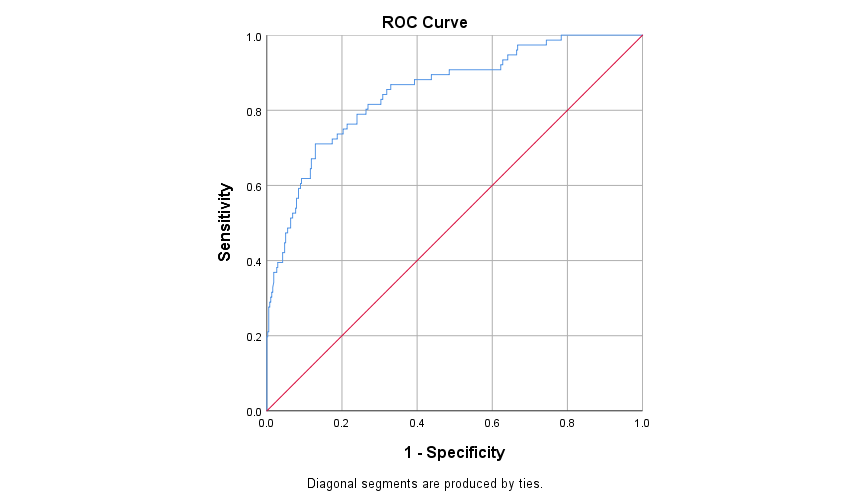 ROC Curve
1.0
0.8
0.6
0.4
0.2
0.0
Sensitivity
0.0 0.2 0.4 0.6 0.8 1.0
1 - Specificity
Diagonal segments are produced by ties.